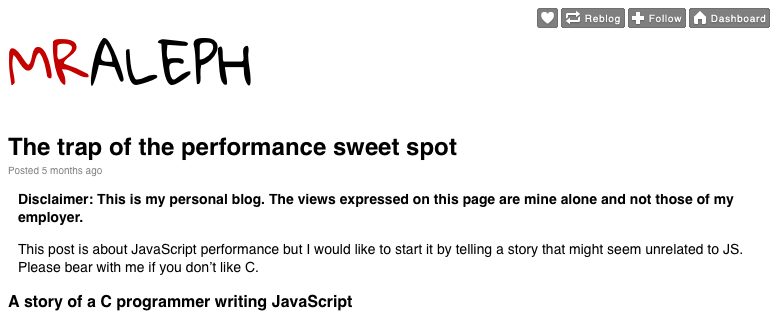 Reblog Follow Dashboard
MRALEPH
The trap of the performance sweet spot
Posted 5 months ago
Disclaimer: This is my personal blog. The views expressed on this page are mine alone and not those of my
employer.
This post is about JavaScript performance but I would like to start it by telling a story that might seem unrelated to JS.
Please bear with me if you don’t like C.
A story of a C programmer writing JavaScript